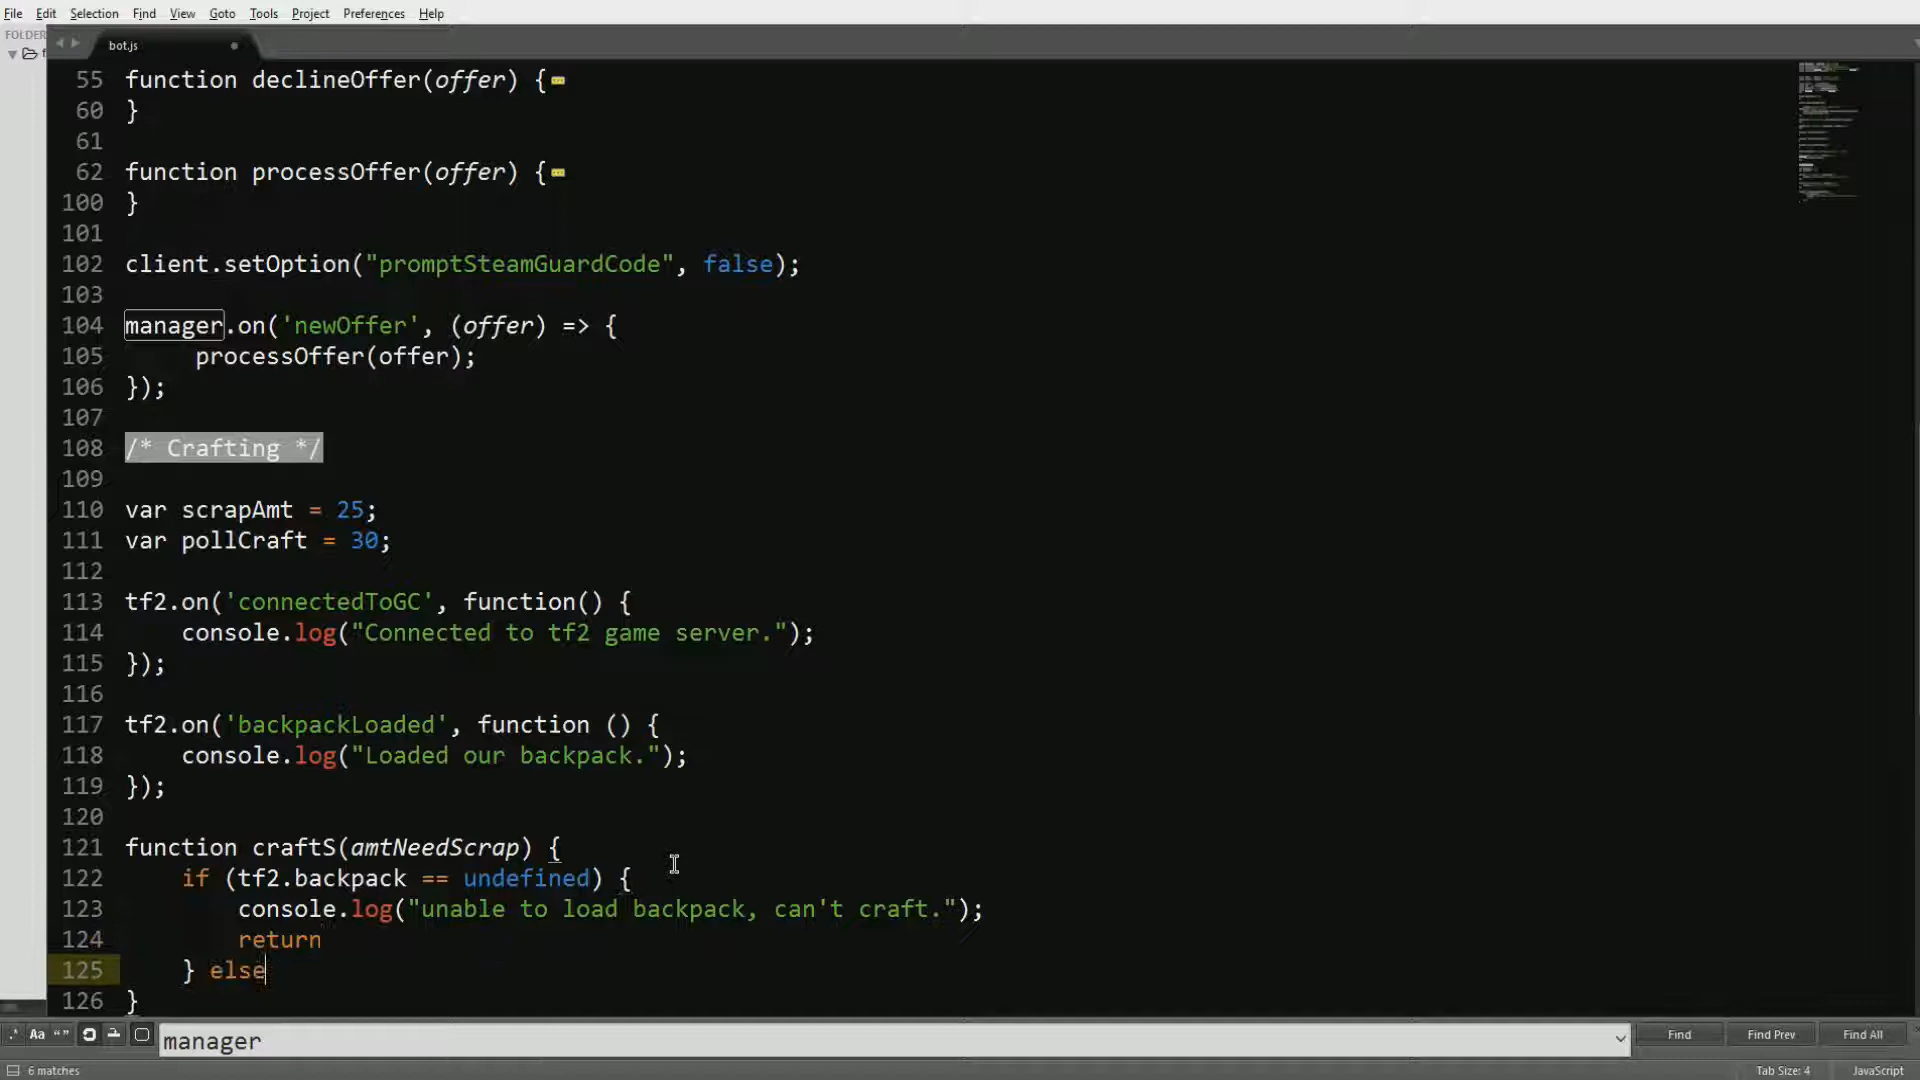 File Edit Selection Find View Goto Tools Project Preferences Help
FOLDER
bot.js
f
55 function declineOffer(offer) {
60 }
61
62 function processOffer(offer) {
100 }
101
102 client.setOption("promptSteamGuardCode", false);
103
104 manager.on('newOffer', (offer) => {
105 processOffer(offer);
106 });
107
108 /* Crafting */
109
110 var scrapAmt = 25;
111 var pollCraft = 30;
112
113 tf2.on('connectedToGC', function() {
114 console.log("Connected to tf2 game server.");
115 });
116
117 tf2.on('backpackLoaded', function () {
118 console.log("Loaded our backpack.");
119 });
120
121 function craftS(amtNeedScrap) {
122 if (tf2.backpack == undefined) {
123 console.log("unable to load backpack, can't craft.");
124 return
125 } else
126 }
.* Aa “” manager Find Find Prev Find All
6 matches Tab Size: 4 JavaScript